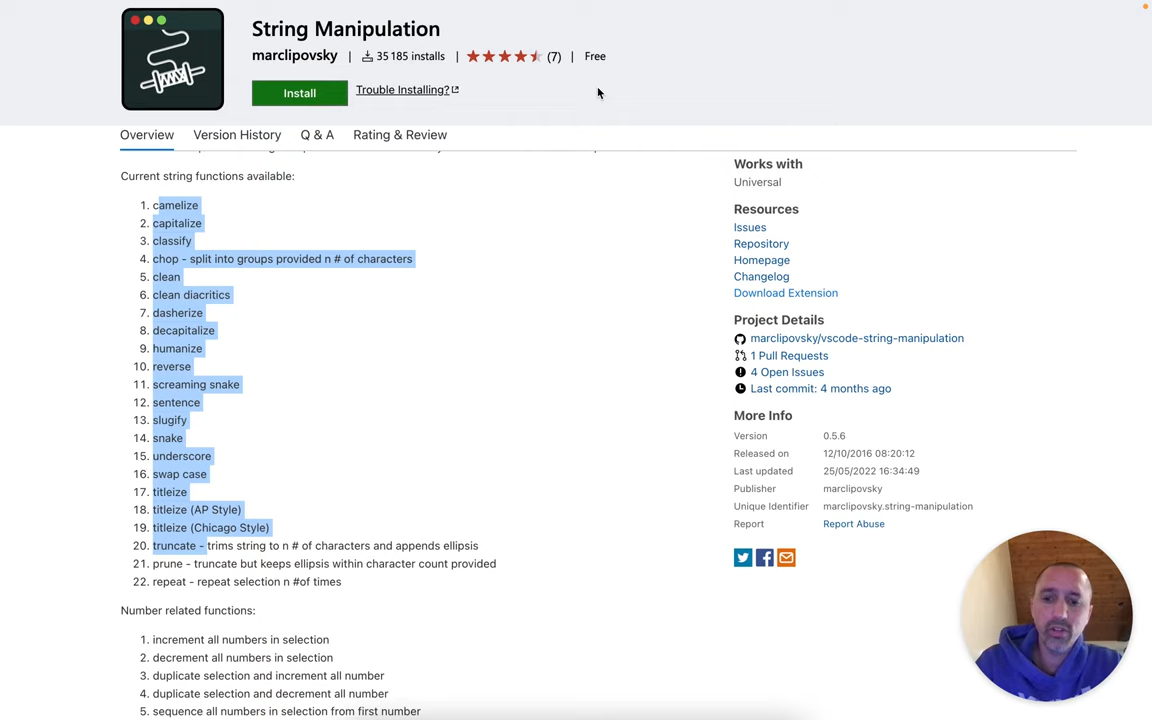 String Manipulation
marclipovsky | 35 185 installs | (7) | Free
Install
Trouble Installing?
Overview Version History Q & A Rating & Review
Current string functions available:
1. camelize
2. capitalize
3. classify
4. chop - split into groups provided n # of characters
5. clean
6. clean diacritics
7. dasherize
8. decapitalize
9. humanize
10. reverse
11. screaming snake
12. sentence
13. slugify
14. snake
15. underscore
16. swap case
17. titleize
18. titleize (AP Style)
19. titleize (Chicago Style)
20. truncate - trims string to n # of characters and appends ellipsis
21. prune - truncate but keeps ellipsis within character count provided
22. repeat - repeat selection n #of times
Number related functions:
1. increment all numbers in selection
2. decrement all numbers in selection
3. duplicate selection and increment all number
4. duplicate selection and decrement all number
5. sequence all numbers in selection from first number
Works with
Universal
Resources
Issues
Repository
Homepage
Changelog
Download Extension
Project Details
marclipovsky/vscode-string-manipulation
1 Pull Requests
4 Open Issues
Last commit: 4 months ago
More Info
Version 0.5.6
Released on 12/10/2016 08:20:12
Last updated 25/05/2022 16:34:49
Publisher marclipovsky
Unique Identifier marclipovsky.string-manipulation
Report Report Abuse